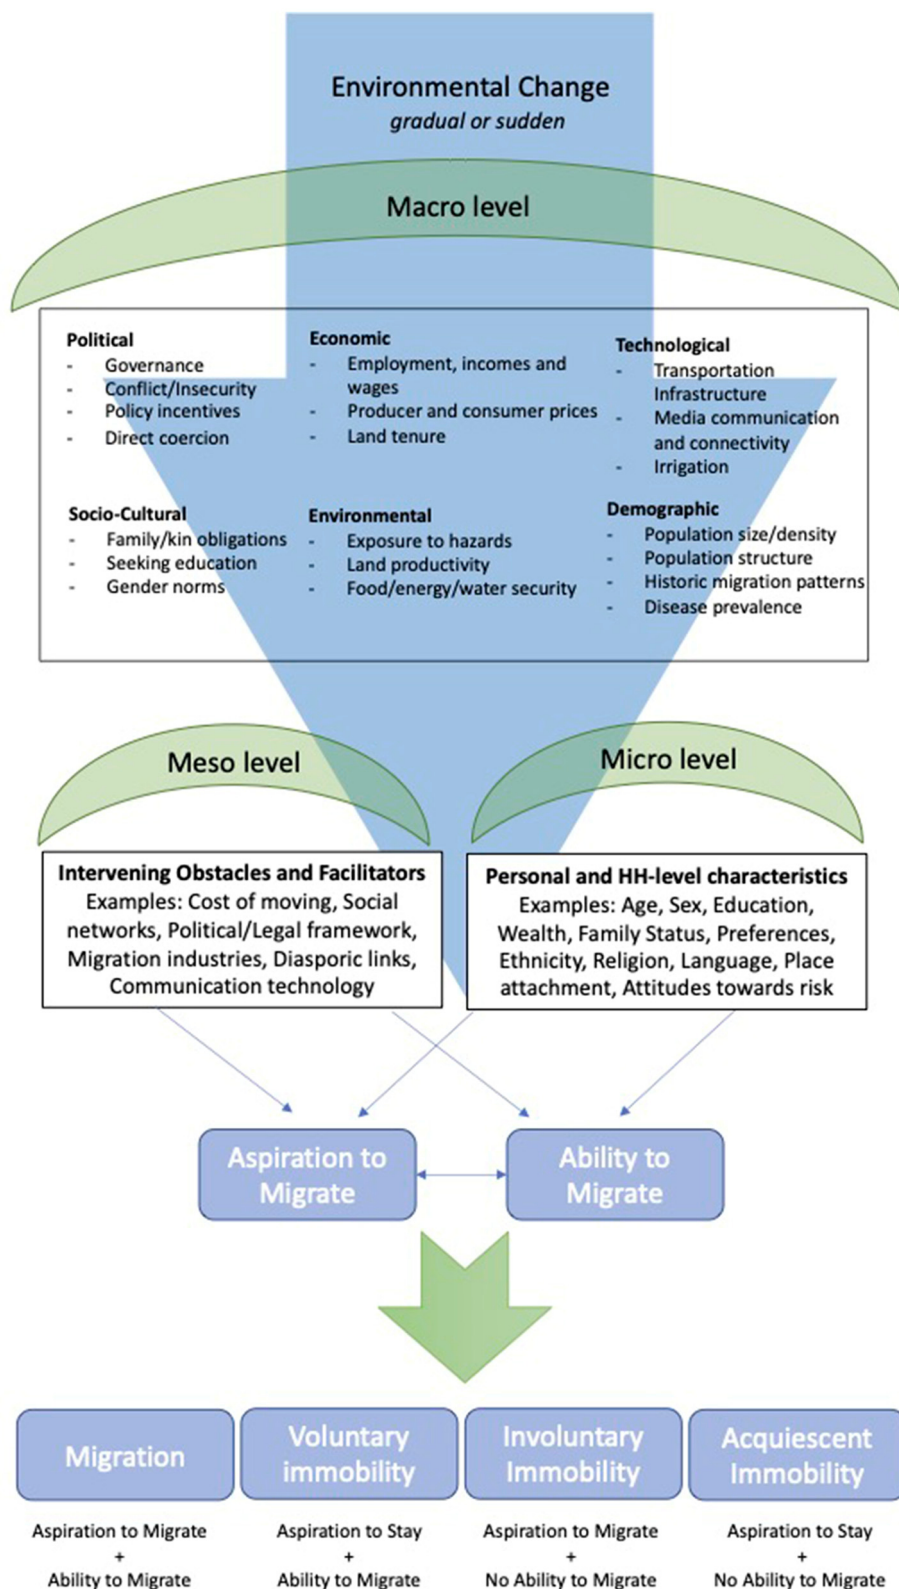 Environmental Change
gradual or sudden
Macro level
Political
- Governance
- Conflict/Insecurity
- Policy incentives
- Direct coercion
Economic
- Employment, incomes and
wages
- Producer and consumer prices
- Land tenure
Technological
- Transportation
Infrastructure
- Media communication
and connectivity
- Irrigation
Socio-Cultural
- Family/kin obligations
- Seeking education
- Gender norms
Environmental
- Exposure to hazards
- Land productivity
- Food/energy/water security
Demographic
- Population size/density
- Population structure
- Historic migration patterns
- Disease prevalence
Meso level
Intervening Obstacles and Facilitators
Examples: Cost of moving, Social
networks, Political/Legal framework,
Migration industries, Diasporic links,
Communication technology
Micro level
Personal and HH-level characteristics
Examples: Age, Sex, Education,
Wealth, Family Status, Preferences,
Ethnicity, Religion, Language, Place
attachment, Attitudes towards risk
Aspiration to
Migrate
Ability to
Migrate
Migration
Aspiration to Migrate
+
Ability to Migrate
Voluntary
immobility
Aspiration to Stay
+
Ability to Migrate
Involuntary
Immobility
Aspiration to Migrate
+
No Ability to Migrate
Acquiescent
Immobility
Aspiration to Stay
+
No Ability to Migrate